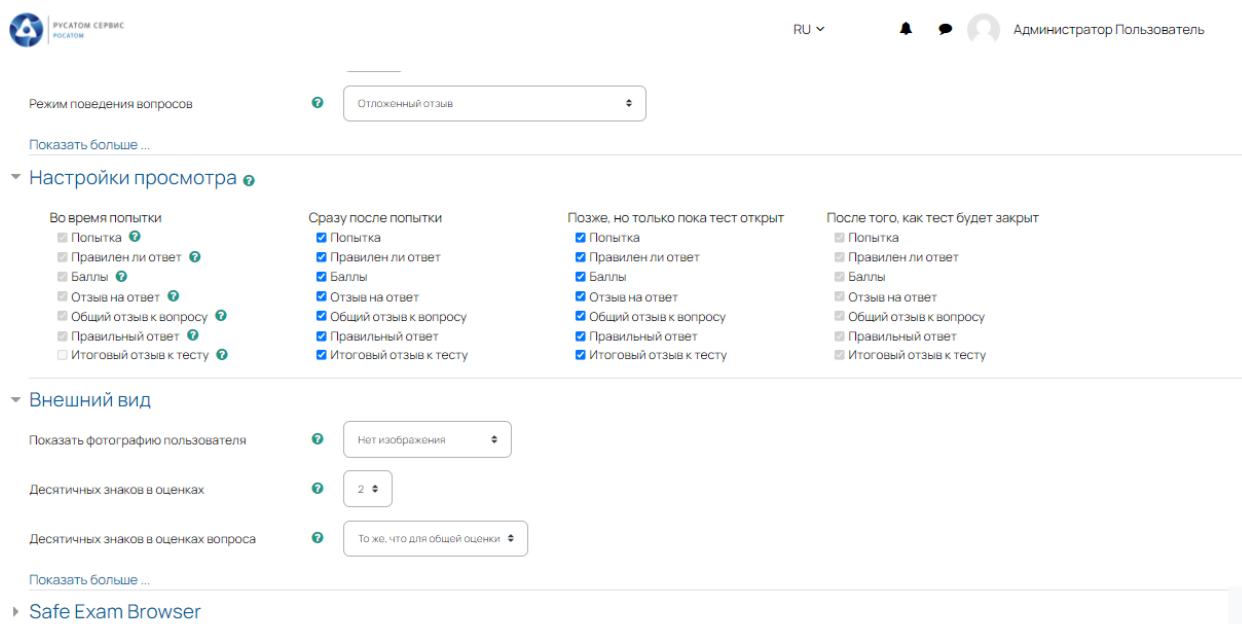 РУСАТОМ СЕРВИС
РОСАТОМ
RU
Администратор Пользователь
Режим поведения вопросов
Отложенный отзыв
Показать больше ...
Настройки просмотра
Во время попытки
Попытка
Правилен ли ответ
Баллы
Отзыв на ответ
Общий отзыв к вопросу
Правильный ответ
Итоговый отзыв к тесту
Сразу после попытки
Попытка
Правилен ли ответ
Баллы
Отзыв на ответ
Общий отзыв к вопросу
Правильный ответ
Итоговый отзыв к тесту
Позже, но только пока тест открыт
Попытка
Правилен ли ответ
Баллы
Отзыв на ответ
Общий отзыв к вопросу
Правильный ответ
Итоговый отзыв к тесту
После того, как тест будет закрыт
Попытка
Правилен ли ответ
Баллы
Отзыв на ответ
Общий отзыв к вопросу
Правильный ответ
Итоговый отзыв к тесту
Внешний вид
Показать фотографию пользователя
Нет изображения
Десятичных знаков в оценках
2
Десятичных знаков в оценках вопроса
То же, что для общей оценки
Показать больше ...
Safe Exam Browser